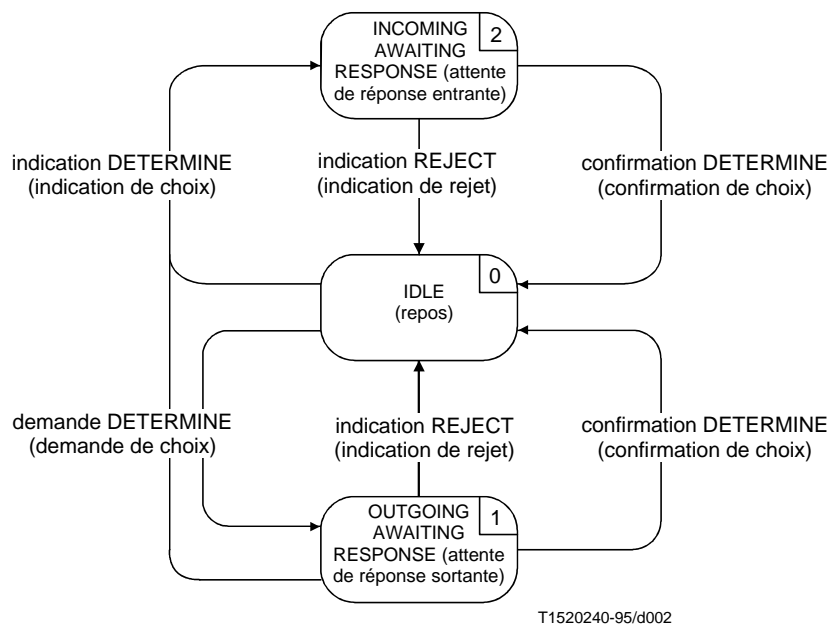 INCOMING
AWAITING
RESPONSE (attente
de réponse entrante)
2
indication DETERMINE
(indication de choix)
indication REJECT
(indication de rejet)
confirmation DETERMINE
(confirmation de choix)
IDLE
(repos)
0
demande DETERMINE
(demande de choix)
indication REJECT
(indication de rejet)
confirmation DETERMINE
(confirmation de choix)
OUTGOING
AWAITING
RESPONSE (attente
de réponse sortante)
1
T1520240-95/d002